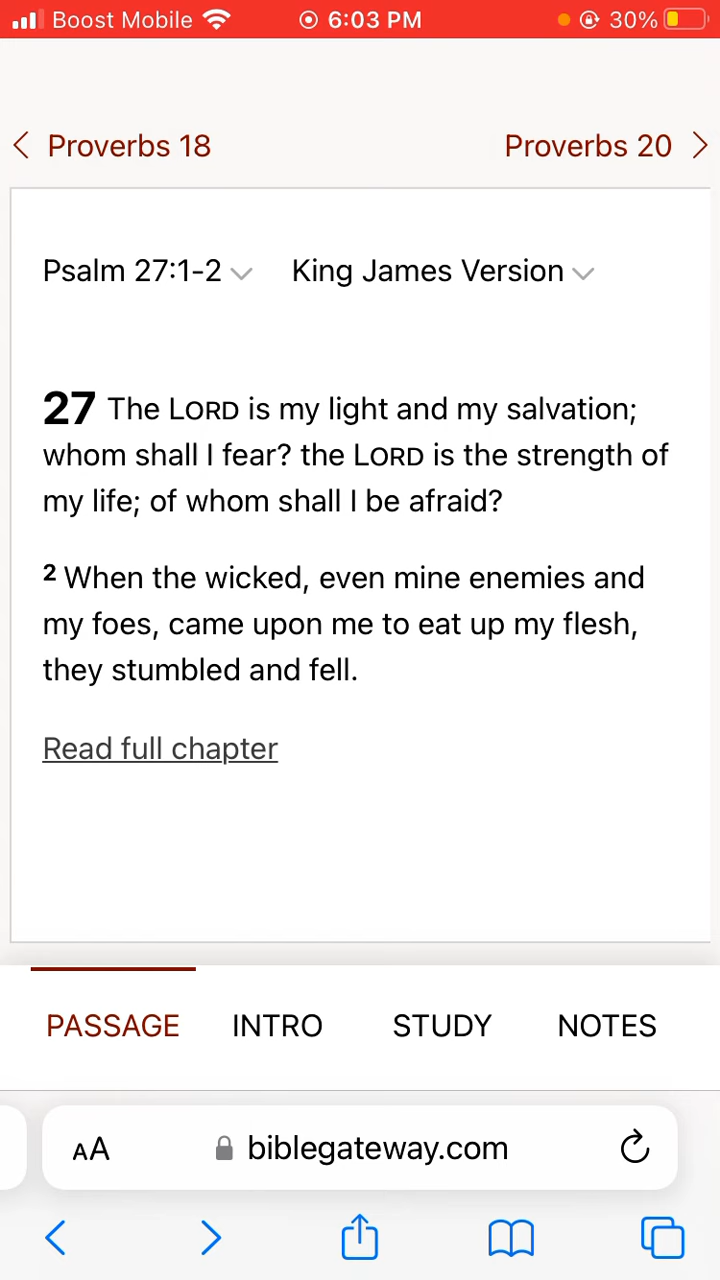 Boost Mobile 6:03 PM 30%
Proverbs 18 Proverbs 20
Psalm 27:1-2 King James Version
27 The LORD is my light and my salvation;
whom shall I fear? the LORD is the strength of
my life; of whom shall I be afraid?
2 When the wicked, even mine enemies and
my foes, came upon me to eat up my flesh,
they stumbled and fell.
Read full chapter
PASSAGE INTRO STUDY NOTES
AA biblegateway.com